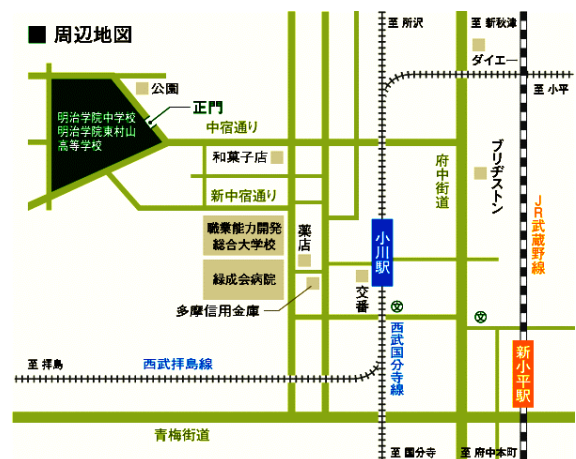 ■ 周辺地図
至 所沢
至 新秋津
ダイエー
至 小平
公園
正門
明治学院中学校
明治学院東村山
高等学校
中宿通り
和菓子店
府中街道
ブリヂストン
新中宿通り
JR武蔵野線
職業能力開発
総合大学校
薬店
小川駅
緑成会病院
交番
多摩信用金庫
文
文
西武国分寺線
新小平駅
至 拝島
西武拝島線
青梅街道
至 国分寺
至 府中本町